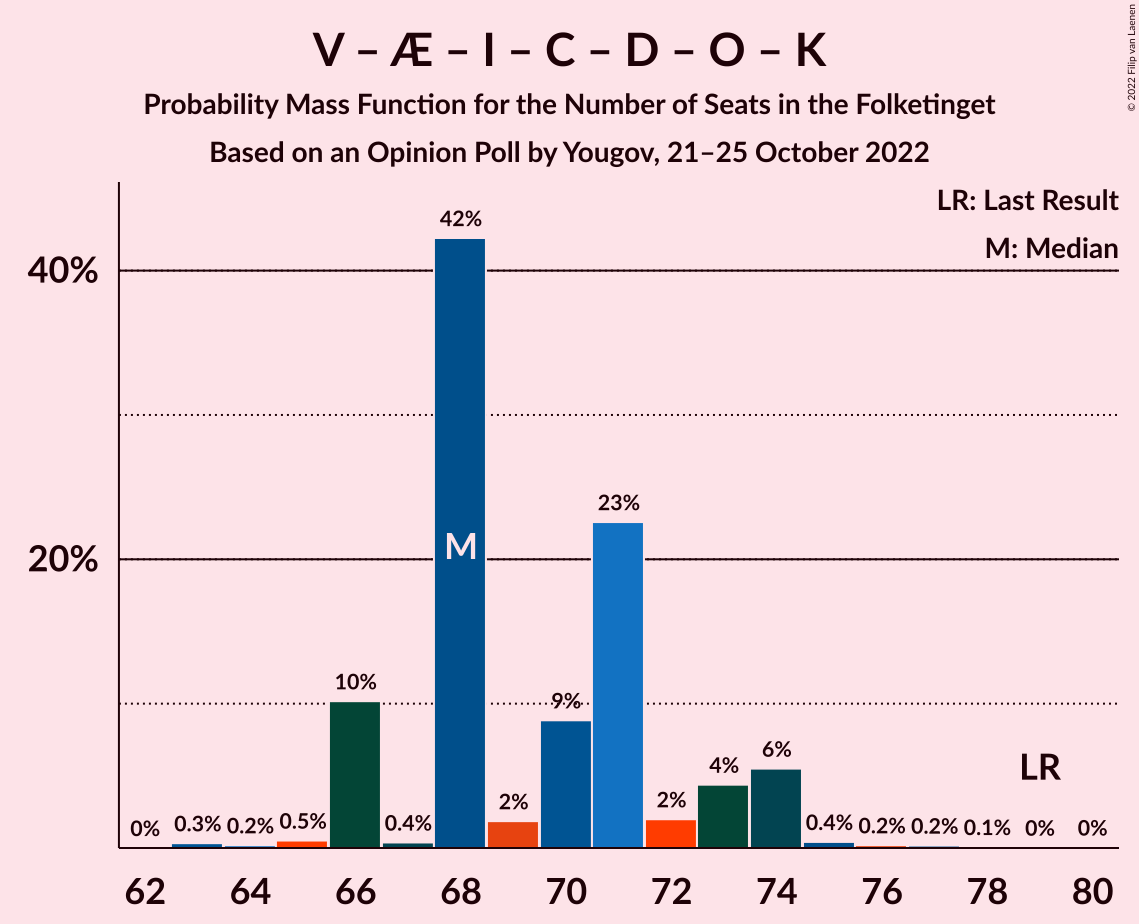 V – Æ – I – C – D – O – K
Probability Mass Function for the Number of Seats in the Folketinget
Based on an Opinion Poll by Yougov, 21–25 October 2022
© 2022 Filip van Laenen
LR: Last Result
M: Median
40%
20%
0%
0.3%
0.2%
0.5%
10%
0.4%
42%
M
2%
9%
23%
2%
4%
6%
0.4%
0.2%
0.2%
0.1%
LR
0%
0%
62 64 66 68 70 72 74 76 78 80